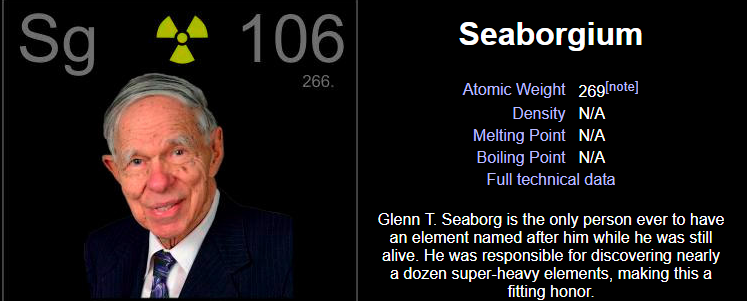 Sg 106
266.
Seaborgium
Atomic Weight 269[note]
Density N/A
Melting Point N/A
Boiling Point N/A
Full technical data
Glenn T. Seaborg is the only person ever to have
an element named after him while he was still
alive. He was responsible for discovering nearly
a dozen super-heavy elements, making this a
fitting honor.